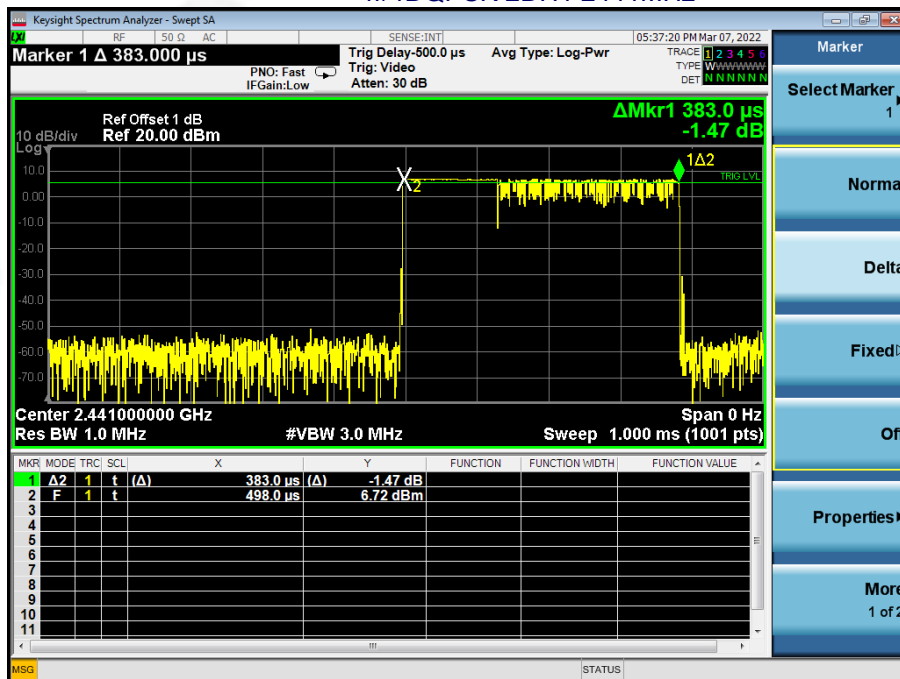 Keysight Spectrum Analyzer - Swept SA
LXI RF 50 Ω AC SENSE:INT 05:37:20 PM Mar 07, 2022
Marker 1 Δ 383.000 µs
PNO: Fast
IFGain:Low
Trig Delay-500.0 µs
Trig: Video
Atten: 30 dB
Avg Type: Log-Pwr
TRACE 1 2 3 4 5 6
TYPE WWWWWWW
DET N N N N N N
ΔMkr1 383.0 µs
-1.47 dB
Ref Offset 1 dB
10 dB/div Ref 20.00 dBm
Log
10.0
0.00
-10.0
-20.0
-30.0
-40.0
-50.0
-60.0
-70.0
2
1Δ2
TRIG LVL
Center 2.441000000 GHz Span 0 Hz
Res BW 1.0 MHz #VBW 3.0 MHz Sweep 1.000 ms (1001 pts)
MKR MODE TRC SCL X Y FUNCTION FUNCTION WIDTH FUNCTION VALUE
1 Δ2 1 t (Δ) 383.0 µs (Δ) -1.47 dB
2 F 1 t 498.0 µs 6.72 dBm
3
4
5
6
7
8
9
10
11
MSG STATUS
Marker
Select Marker
1
Norma
Delta
Fixed
Of
Properties
More
1 of 2